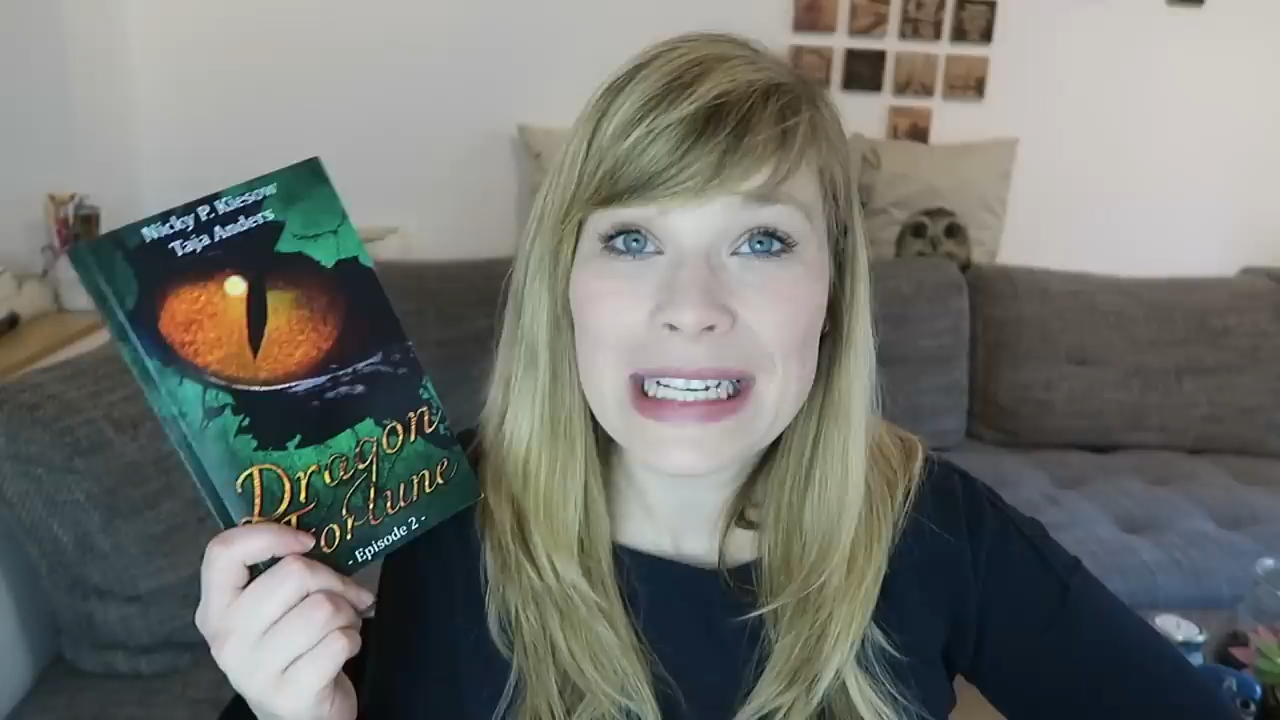 Nicky P. Kiesow
Taja Anders
Dragon
Fortune
- Episode 2 -